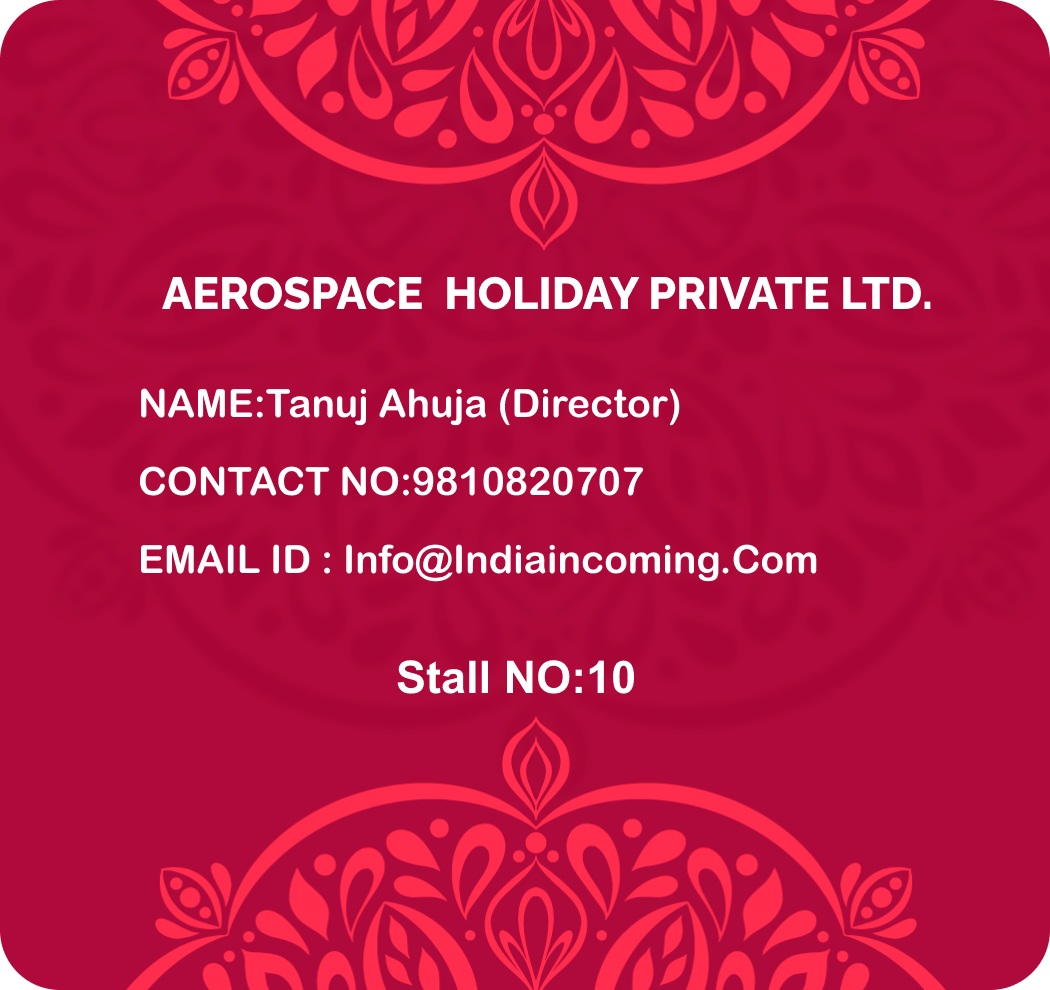 AEROSPACE  HOLIDAY PRIVATE LTD.
NAME:Tanuj Ahuja (Director)
CONTACT NO:9810820707
EMAIL ID : Info@Indiaincoming.Com
Stall NO:10